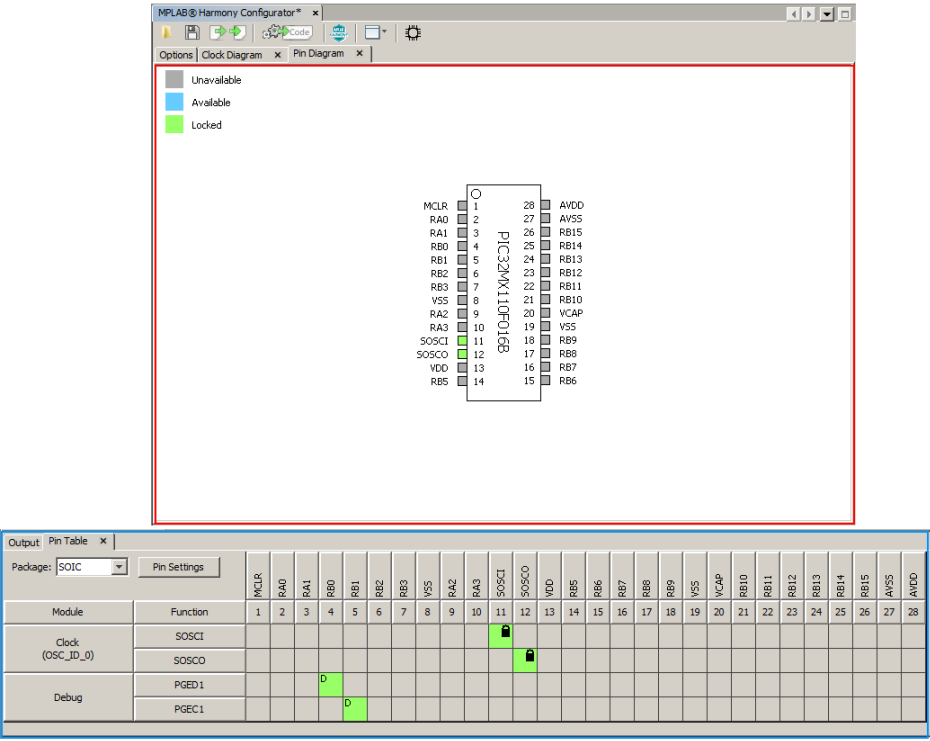 MPLAB® Harmony Configurator* ×
Code
Options Clock Diagram × Pin Diagram ×
Unavailable
Available
Locked
MCLR 1 28 AVDD
RA0 2 27 AVSS
RA1 3 26 RB15
RB0 4 25 RB14
RB1 5 24 RB13
RB2 6 23 RB12
RB3 7 22 RB11
VSS 8 21 RB10
RA2 9 20 VCAP
RA3 10 19 VSS
SOSCI 11 18 RB9
SOSCO 12 17 RB8
VDD 13 16 RB7
RB5 14 15 RB6
PIC32MX110F016B
Output Pin Table ×
Package: SOIC Pin Settings
MCLR RA0 RA1 RB0 RB1 RB2 RB3 VSS RA2 RA3 SOSCI SOSCO VDD RB5 RB6 RB7 RB8 RB9 VSS VCAP RB10 RB11 RB12 RB13 RB14 RB15 AVSS AVDD
Module Function 1 2 3 4 5 6 7 8 9 10 11 12 13 14 15 16 17 18 19 20 21 22 23 24 25 26 27 28
Clock
(OSC_ID_0)
SOSCI
SOSCO
Debug
PGED1 D
PGEC1 D